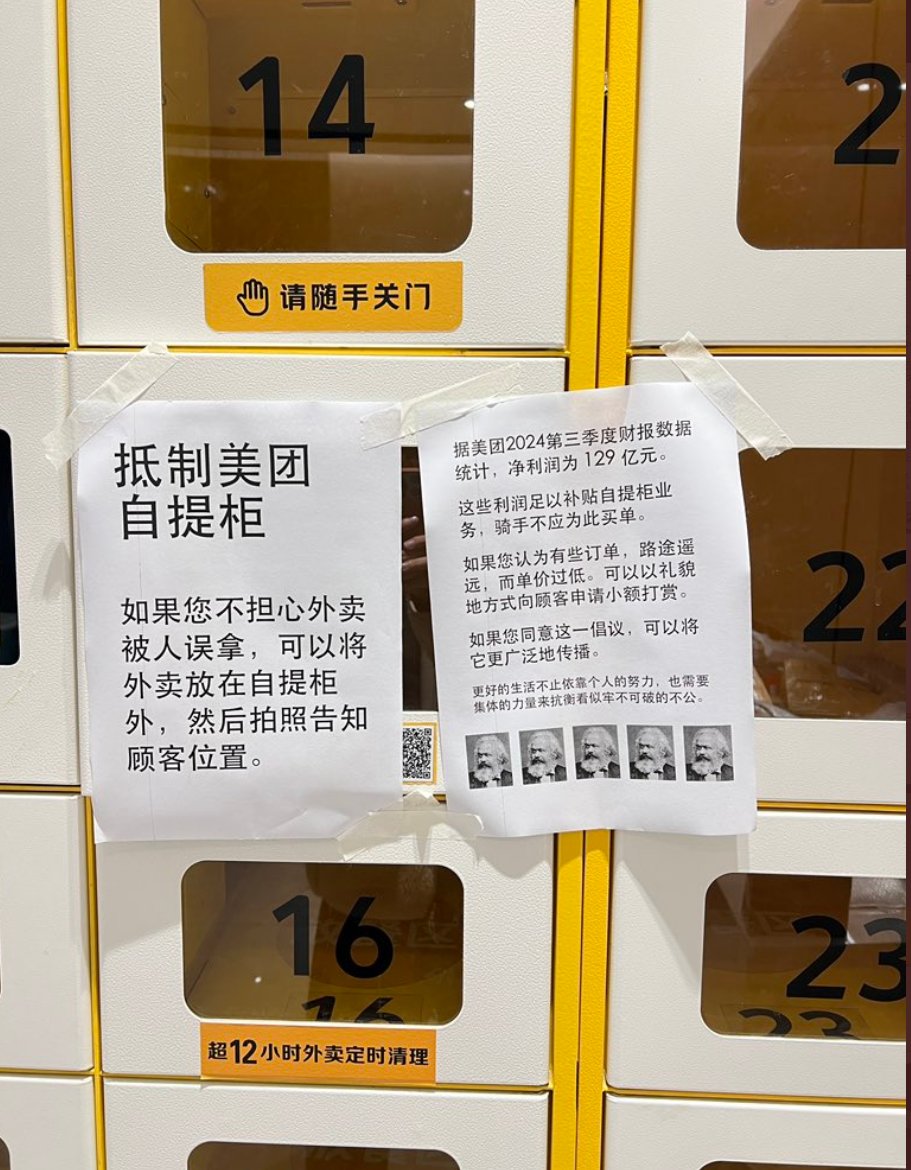 14
2
请随手关门
抵制美团
自提柜
如果您不担心外卖
被人误拿，可以将
外卖放在自提柜
外，然后拍照告知
顾客位置。
据美团2024第三季度财报数据
统计，净利润为 129 亿元。
这些利润足以补贴自提柜业
务，骑手不应为此买单。
如果您认为有些订单，路途遥
远，而单价过低。可以以礼貌
地方式向顾客申请小额打赏。
如果您同意这一倡议，可以将
它更广泛地传播。
更好的生活不止依靠个人的努力，也需要
集体的力量来抗衡看似牢不可破的不公。
22
16
23
超12小时外卖定时清理